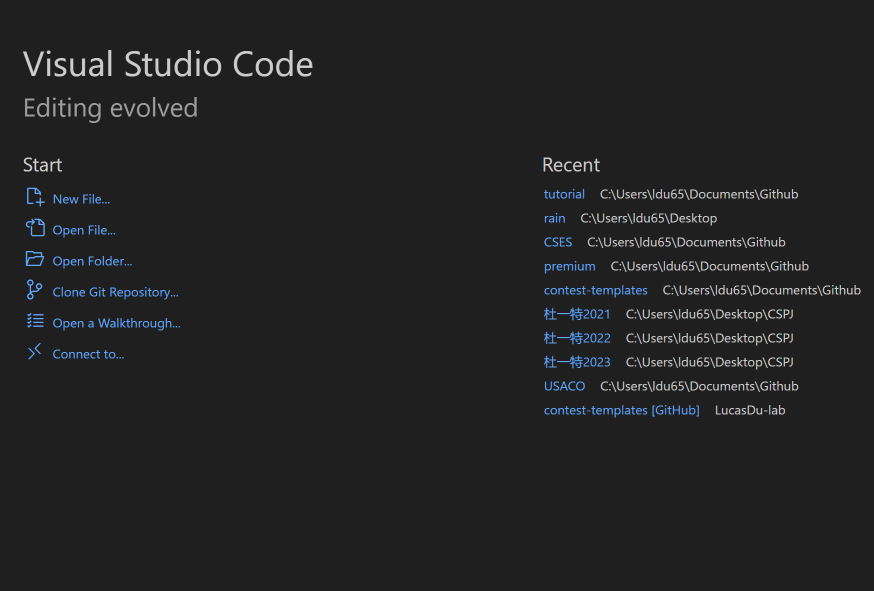 Visual Studio Code
Editing evolved
Start
New File...
Open File...
Open Folder...
Clone Git Repository...
Open a Walkthrough...
Connect to...
Recent
tutorial C:\Users\ldu65\Documents\Github
rain C:\Users\ldu65\Desktop
CSES C:\Users\ldu65\Documents\Github
premium C:\Users\ldu65\Documents\Github
contest-templates C:\Users\ldu65\Documents\Github
杜一特2021 C:\Users\ldu65\Desktop\CSPJ
杜一特2022 C:\Users\ldu65\Desktop\CSPJ
杜一特2023 C:\Users\ldu65\Desktop\CSPJ
USACO C:\Users\ldu65\Documents\Github
contest-templates [GitHub] LucasDu-lab